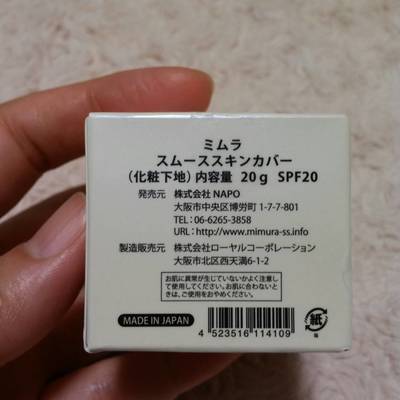 ミムラ
スムーススキンカバー
(化粧下地)内容量 20g SPF20
発売元 株式会社 NAPO
大阪市中央区博労町 1-7-7-801
TEL: 06-6265-3858
URL: http://www.mimura-ss.info
製造販売元 株式会社ローヤルコーポレーション
大阪市北区西天満6-1-2
お肌に異常が生じていないかよく注意し
て使用してください。お肌に合わないと
きは、ご使用をおやめください。
MADE IN JAPAN
4 523516 114109
紙
箱